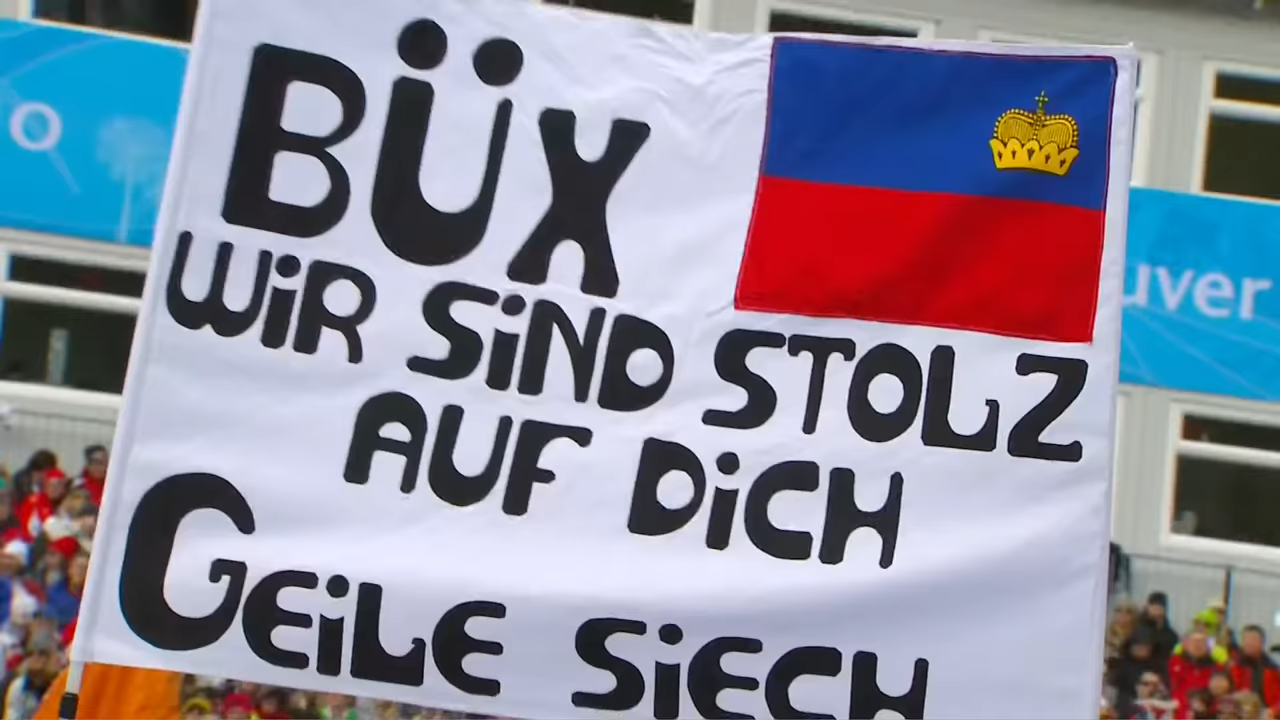 BÜX
WiR SiND STOLZ
AUF DiCH
GEiLE SiECH
o
uver